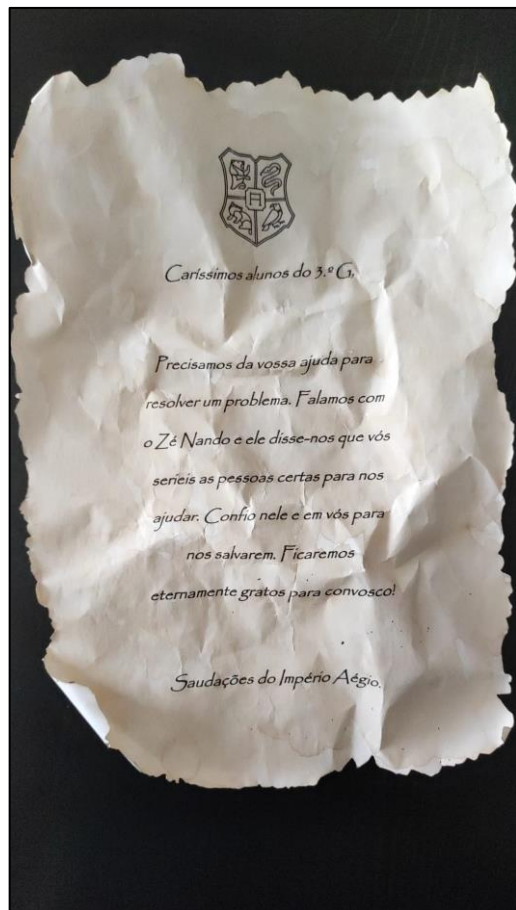 Caríssimos alunos do 3.º G,
Precisamos da vossa ajuda para
resolver um problema. Falamos com
o Zé Nando e ele disse-nos que vós
seríeis as pessoas certas para nos
ajudar. Confio nele e em vós para
nos salvarem. Ficaremos
eternamente gratos para convosco!
Saudações do Império Aégio.